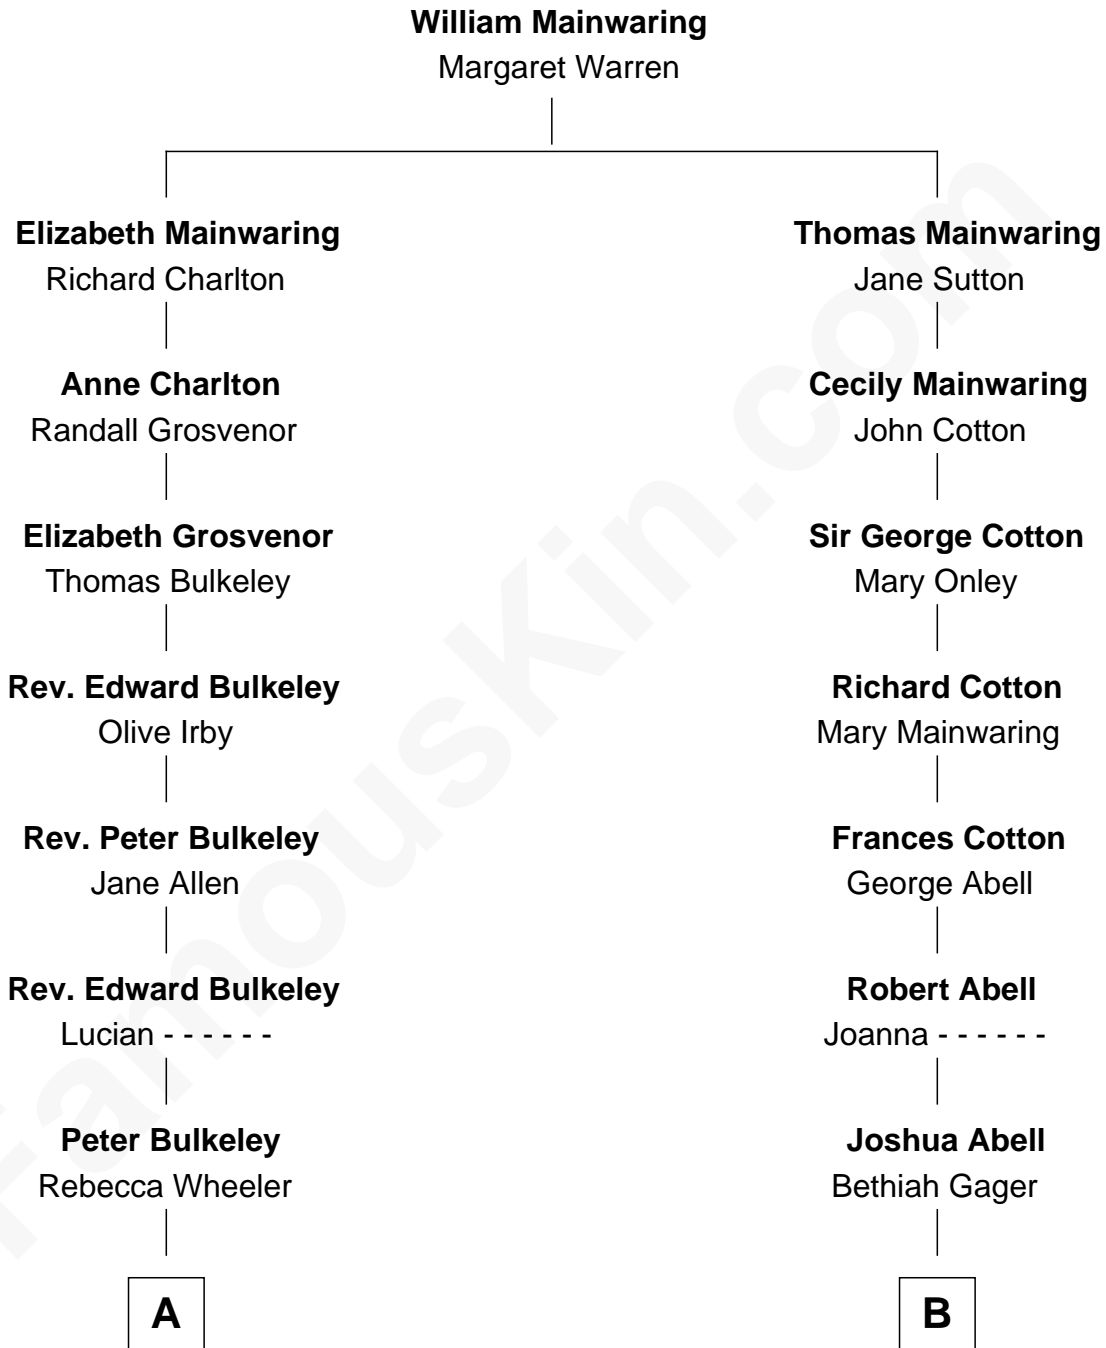 William Mainwaring
Margaret Warren
Elizabeth Mainwaring
Richard Charlton
Thomas Mainwaring
Jane Sutton
Anne Charlton
Randall Grosvenor
Cecily Mainwaring
John Cotton
Elizabeth Grosvenor
Thomas Bulkeley
Sir George Cotton
Mary Onley
Rev. Edward Bulkeley
Olive Irby
Richard Cotton
Mary Mainwaring
Rev. Peter Bulkeley
Jane Allen
Frances Cotton
George Abell
Rev. Edward Bulkeley
Lucian - - - - - -
Robert Abell
Joanna - - - - - -
Peter Bulkeley
Rebecca Wheeler
Joshua Abell
Bethiah Gager
A
B
FamousKin.com